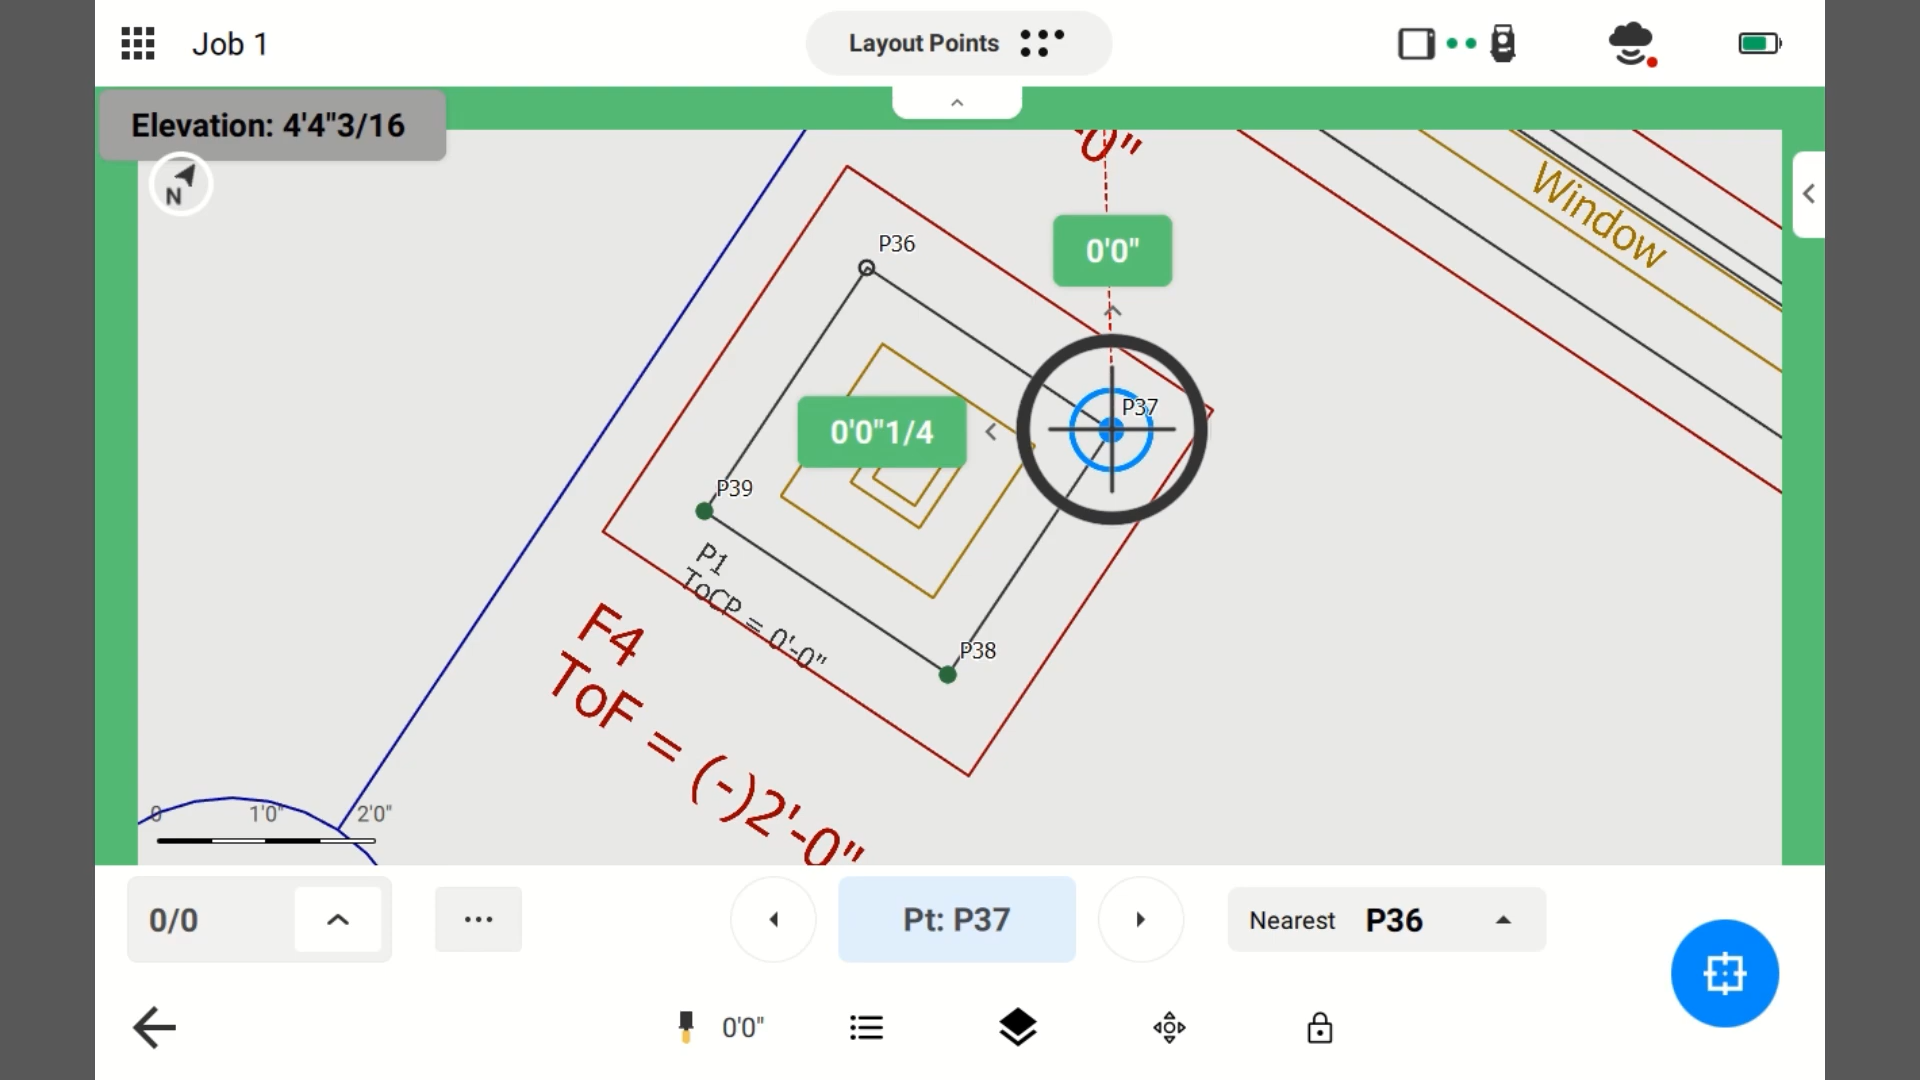 Job 1
Layout Points
Elevation: 4'4"3/16
N
0"
Window
P36
0'0"
P37
0'0"1/4
P39
P1
ToCP = 0'-0"
P38
F4
ToF = (-)2'-0"
0 1'0" 2'0"
0/0
Pt: P37
Nearest P36
0'0"